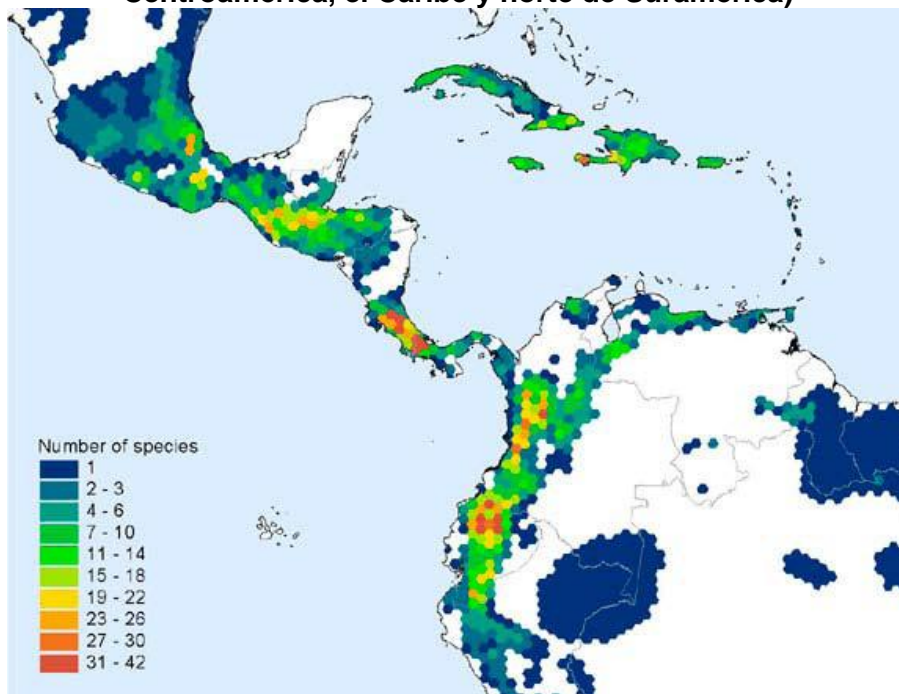 Centroamérica, el Caribe y norte de Suramérica)
Number of species
1
2 - 3
4 - 6
7 - 10
11 - 14
15 - 18
19 - 22
23 - 26
27 - 30
31 - 42